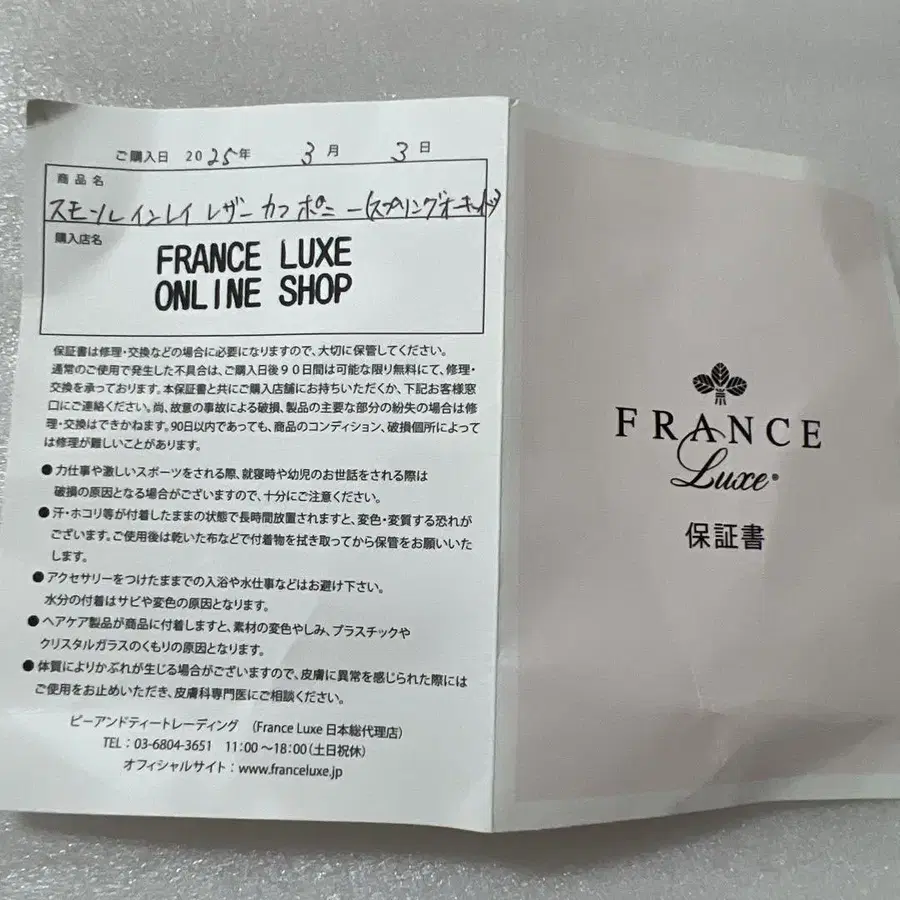 ご購入日 2025年 3月 3日
商品名
スモールインレイ レザー カフ ポニー(スプリングオーキッド)
購入店名
FRANCE LUXE
ONLINE SHOP
保証書は修理・交換などの場合に必要になりますので、大切に保管してください。
通常のご使用で発生した不具合は、ご購入日後90日間は可能な限り無料にて、修理・
交換を承っております。本保証書と共にご購入店舗にお持ちいただくか、下記お客様窓
口にご連絡ください。尚、故意の事故による破損、製品の主要な部分の紛失の場合は修
理・交換はできかねます。90日以内であっても、商品のコンディション、破損個所によって
は修理が難しいことがあります。
●力仕事や激しいスポーツをされる際、就寝時や幼児のお世話をされる際は
破損の原因となる場合がございますので、十分にご注意ください。
●汗・ホコリ等が付着したままの状態で長時間放置されますと、変色・変質する恐れが
ございます。ご使用後は乾いた布などで付着物を拭き取ってから保管をお願いいた
します。
●アクセサリーをつけたままでの入浴や水仕事などはお避け下さい。
水分の付着はサビや変色の原因となります。
●ヘアケア製品が商品に付着しますと、素材の変色やしみ、プラスチックや
クリスタルガラスのくもりの原因となります。
●体質によりかぶれが生じる場合がございますので、皮膚に異常を感じられた際には
ご使用をお止めいただき、皮膚科専門医にご相談ください。
ピーアンドティートレーディング (France Luxe 日本総代理店)
TEL：03-6804-3651 11:00～18:00(土日祝休)
オフィシャルサイト：www.franceluxe.jp
FRANCE
Luxe®
保証書